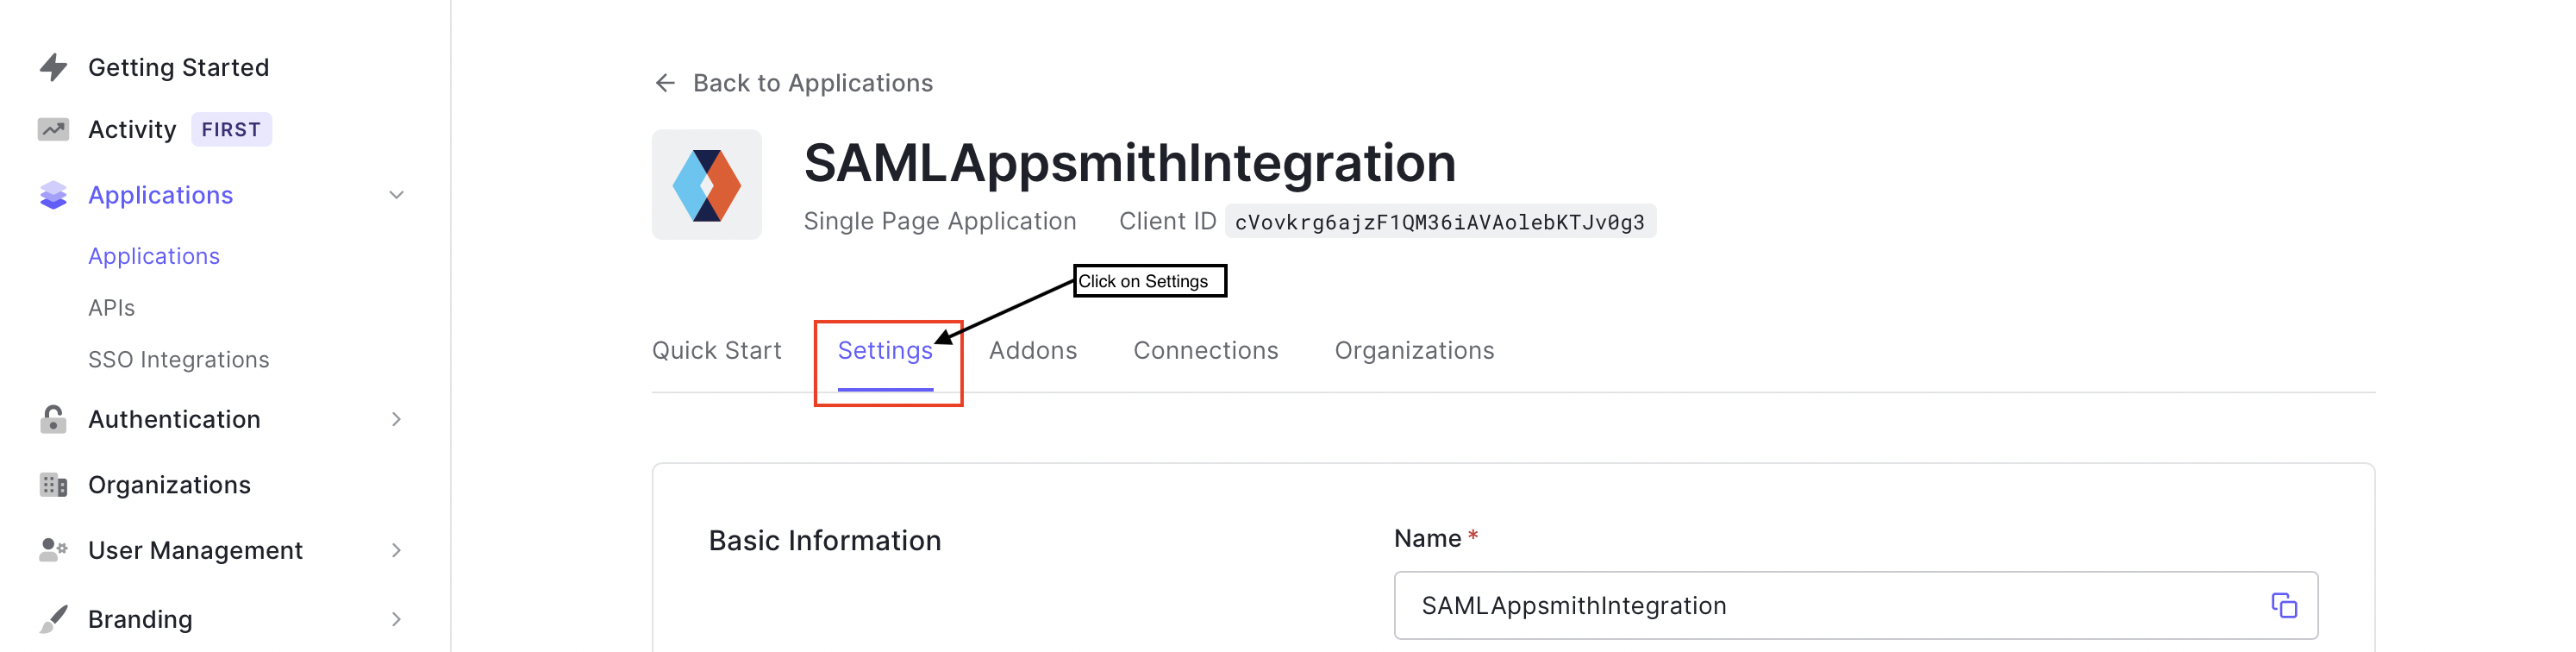 Getting Started
Activity FIRST
Applications
Applications
APIs
SSO Integrations
Authentication
Organizations
User Management
Branding
Back to Applications
SAMLAppsmithIntegration
Single Page Application Client ID cVovkrg6ajzF1QM36iAVAolebKTJv0g3
Click on Settings
Quick Start Settings Addons Connections Organizations
Basic Information
Name *
SAMLAppsmithIntegration